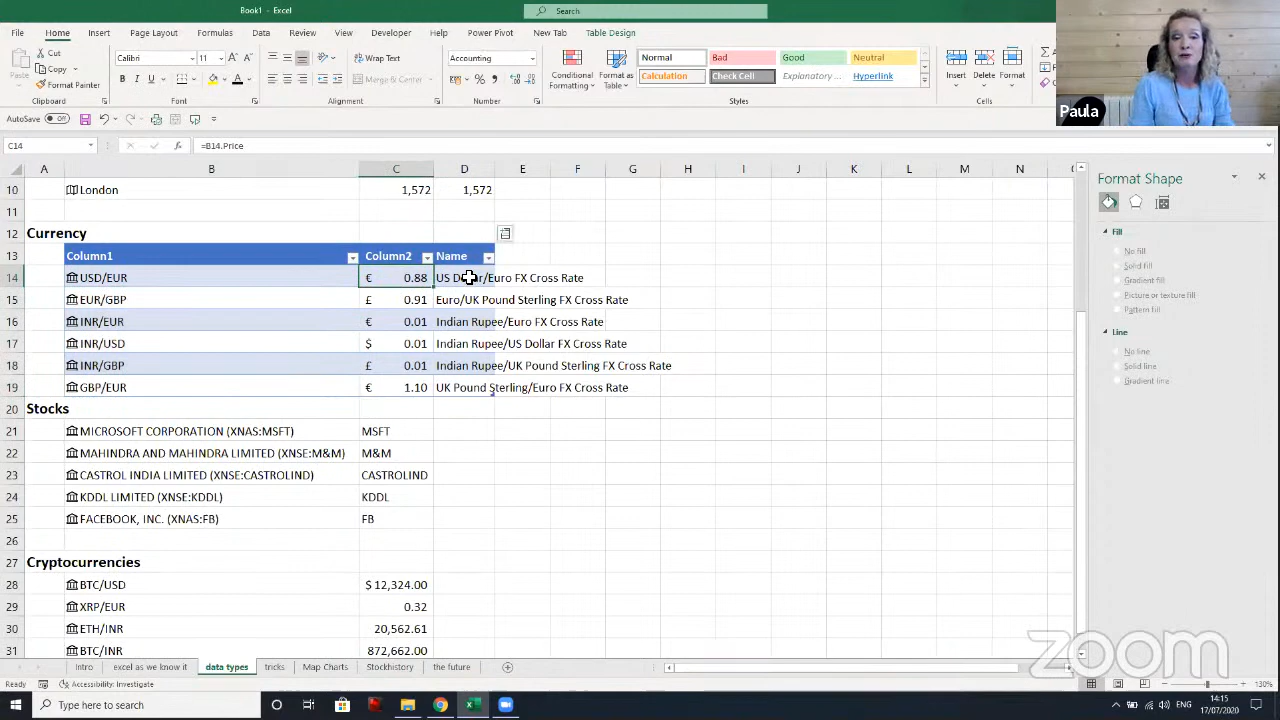 Book1 - Excel
Search
File Home Insert Page Layout Formulas Data Review View Developer Help Power Pivot New Tab Table Design
Cut
Copy
Paste
Format Painter
Clipboard
Calibri 11
B I U
Font
Wrap Text
Merge & Center
Alignment
Accounting
Number
Conditional Formatting
Format as Table
Normal Bad Good Neutral
Calculation Check Cell Explanatory ... Hyperlink
Styles
Insert Delete Format
Cells
Paula
AutoSave Off
C14 fx =B14.Price
A B C D E F G H I J K L M N
10 London 1,572 1,572
11
12 Currency
13 Column1 Column2 Name
14 USD/EUR € 0.88 US Dollar/Euro FX Cross Rate
15 EUR/GBP £ 0.91 Euro/UK Pound Sterling FX Cross Rate
16 INR/EUR € 0.01 Indian Rupee/Euro FX Cross Rate
17 INR/USD $ 0.01 Indian Rupee/US Dollar FX Cross Rate
18 INR/GBP £ 0.01 Indian Rupee/UK Pound Sterling FX Cross Rate
19 GBP/EUR € 1.10 UK Pound Sterling/Euro FX Cross Rate
20 Stocks
21 MICROSOFT CORPORATION (XNAS:MSFT) MSFT
22 MAHINDRA AND MAHINDRA LIMITED (XNSE:M&M) M&M
23 CASTROL INDIA LIMITED (XNSE:CASTROLIND) CASTROLIND
24 KDDL LIMITED (XNSE:KDDL) KDDL
25 FACEBOOK, INC. (XNAS:FB) FB
26
27 Cryptocurrencies
28 BTC/USD $ 12,324.00
29 XRP/EUR 0.32
30 ETH/INR 20,562.61
31 BTC/INR 872,662.00
Format Shape
Fill
No fill
Solid fill
Gradient fill
Picture or texture fill
Pattern fill
Line
No line
Solid line
Gradient line
zoom
Intro excel as we know it data types tricks Map Charts Stockhistory the future
Ready Accessibility: Investigate 130%
Type here to search
ENG
14:15
17/07/2020